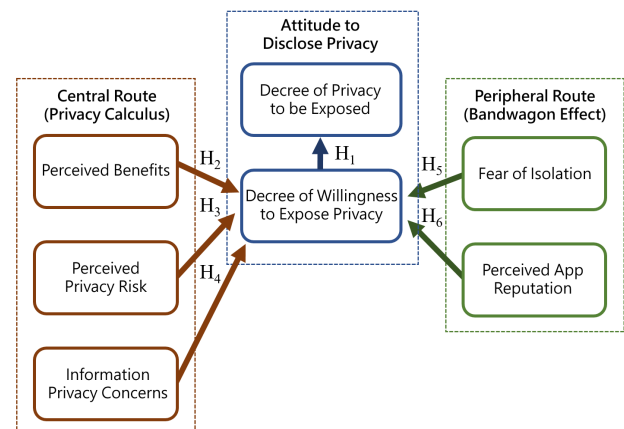 Attitude to
Disclose Privacy
Decree of Privacy
to be Exposed
H1
Decree of Willingness
to Expose Privacy
Central Route
(Privacy Calculus)
Perceived Benefits
H2
Perceived
Privacy Risk
H3
Information
Privacy Concerns
H4
Peripheral Route
(Bandwagon Effect)
Fear of Isolation
H5
Perceived App
Reputation
H6